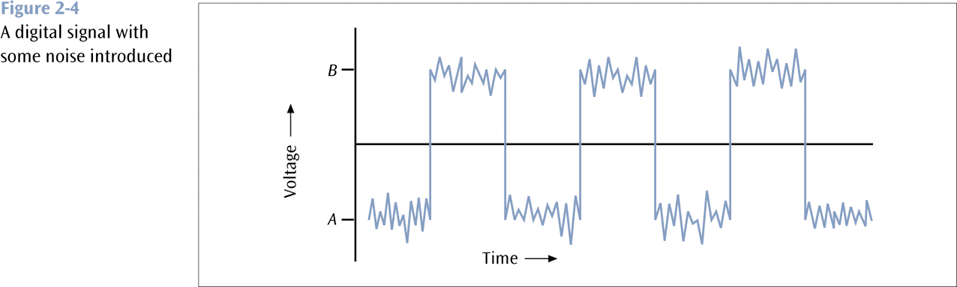 Figure 2-4
A digital signal with
some noise introduced
B
Voltage
A
Time